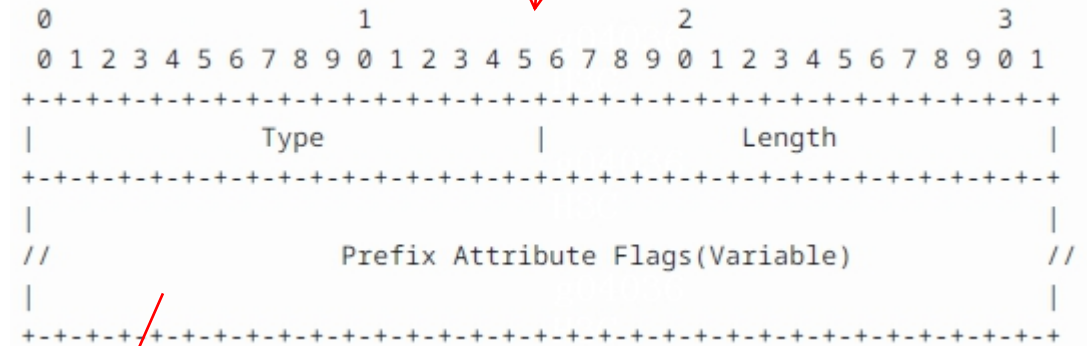 0                   1                   2                   3
0 1 2 3 4 5 6 7 8 9 0 1 2 3 4 5 6 7 8 9 0 1 2 3 4 5 6 7 8 9 0 1
+-+-+-+-+-+-+-+-+-+-+-+-+-+-+-+-+-+-+-+-+-+-+-+-+-+-+-+-+-+-+-+-+
|              Type             |            Length             |
+-+-+-+-+-+-+-+-+-+-+-+-+-+-+-+-+-+-+-+-+-+-+-+-+-+-+-+-+-+-+-+-+
|                                                               |
//                  Prefix Attribute Flags(Variable)            //
|                                                               |
+-+-+-+-+-+-+-+-+-+-+-+-+-+-+-+-+-+-+-+-+-+-+-+-+-+-+-+-+-+-+-+-+